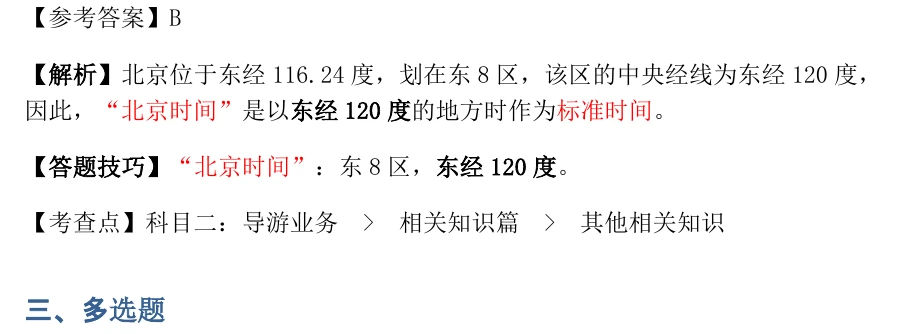 【参考答案】B
【解析】北京位于东经 116.24 度，划在东 8 区，该区的中央经线为东经 120 度，
因此，“北京时间”是以东经 120 度的地方时作为标准时间。
【答题技巧】“北京时间”：东 8 区，东经 120 度。
【考查点】科目二：导游业务 > 相关知识篇 > 其他相关知识
三、多选题